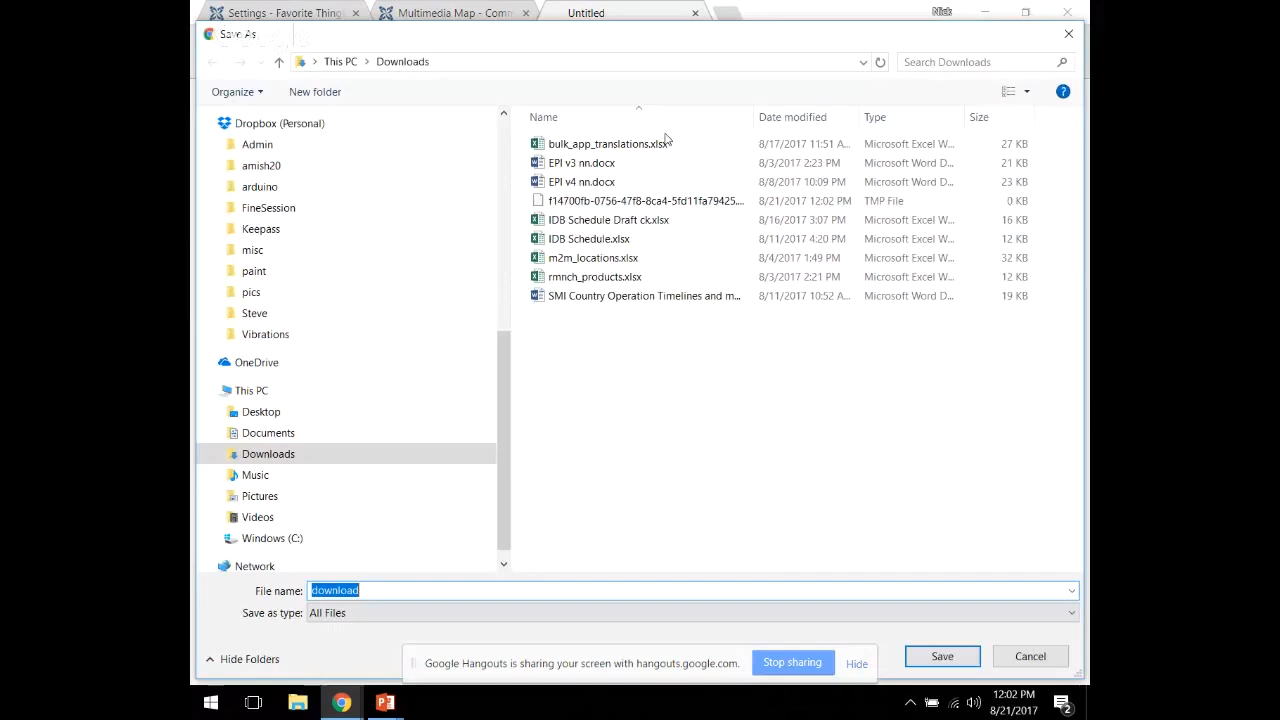 Settings - Favorite Thing
Multimedia Map - Comm
Untitled
Nick
Save As
This PC
Downloads
Search Downloads
Organize
New folder
Dropbox (Personal)
Admin
amish20
arduino
FineSession
Keepass
misc
paint
pics
Steve
Vibrations
OneDrive
This PC
Desktop
Documents
Downloads
Music
Pictures
Videos
Windows (C:)
Network
Name Date modified Type Size
bulk_app_translations.xlsx 8/17/2017 11:51 A... Microsoft Excel W... 27 KB
EPI v3 nn.docx 8/3/2017 2:23 PM Microsoft Word D... 21 KB
EPI v4 nn.docx 8/8/2017 10:09 PM Microsoft Word D... 23 KB
f14700fb-0756-47f8-8ca4-5fd11fa79425.... 8/21/2017 12:02 PM TMP File 0 KB
IDB Schedule Draft ck.xlsx 8/16/2017 3:07 PM Microsoft Excel W... 16 KB
IDB Schedule.xlsx 8/11/2017 4:20 PM Microsoft Excel W... 12 KB
m2m_locations.xlsx 8/4/2017 1:49 PM Microsoft Excel W... 32 KB
rmnch_products.xlsx 8/3/2017 2:21 PM Microsoft Excel W... 12 KB
SMI Country Operation Timelines and m... 8/11/2017 10:52 A... Microsoft Word D... 19 KB
File name: download
Save as type: All Files
Hide Folders
Google Hangouts is sharing your screen with hangouts.google.com.
Stop sharing
Hide
Save
Cancel
12:02 PM
8/21/2017
2